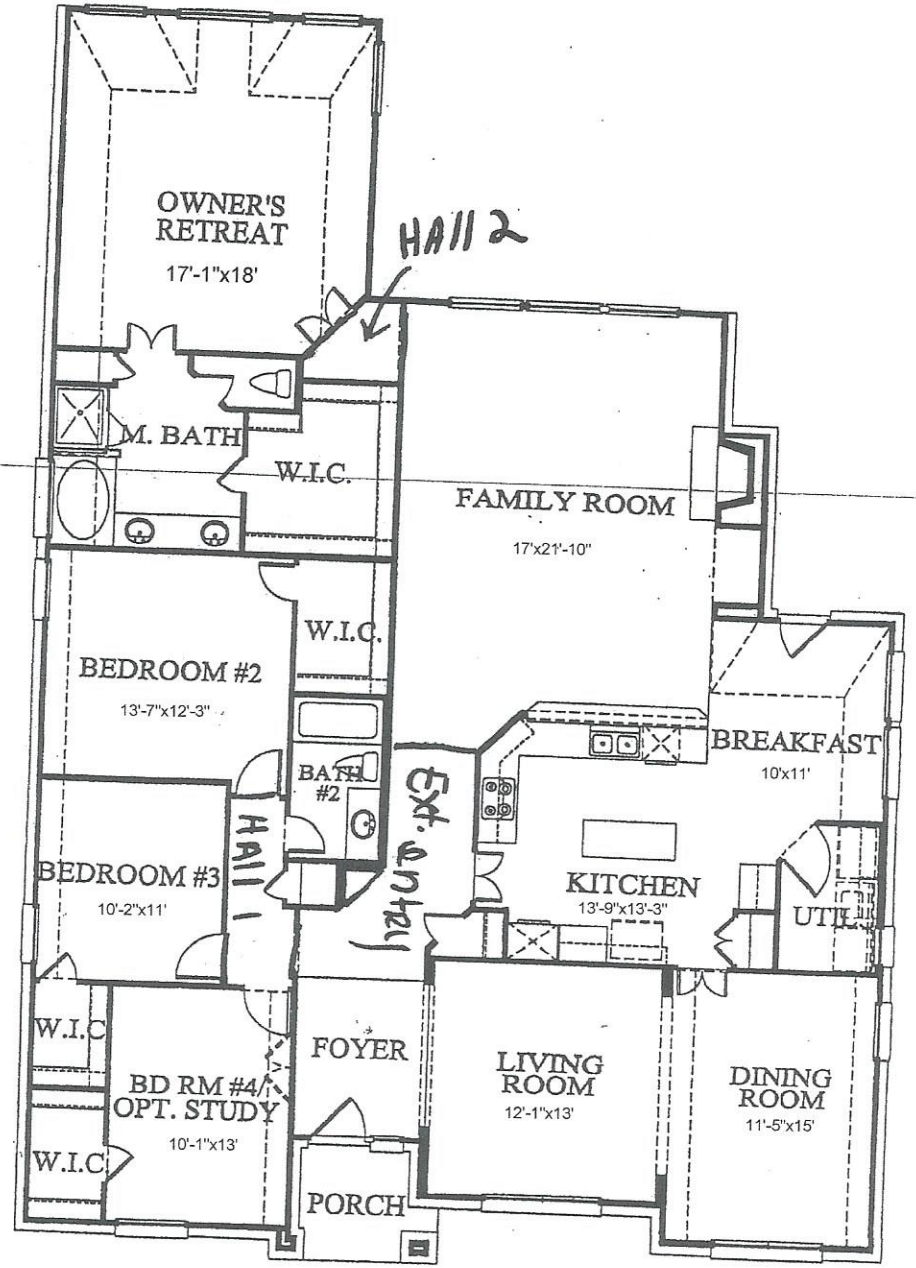 OWNER'S
RETREAT
17'-1"x18'
HAll 2
M. BATH
W.I.C.
FAMILY ROOM
17'x21'-10"
W.I.C.
BEDROOM #2
13'-7"x12'-3"
BREAKFAST
10'x11'
BATH
#2
Ext. entry
HAll 1
BEDROOM #3
10'-2"x11'
KITCHEN
13'-9"x13'-3"
UTIL
W.I.C
FOYER
BD RM #4/
OPT. STUDY
10'-1"x13'
LIVING
ROOM
12'-1"x13'
DINING
ROOM
11'-5"x15'
W.I.C
PORCH